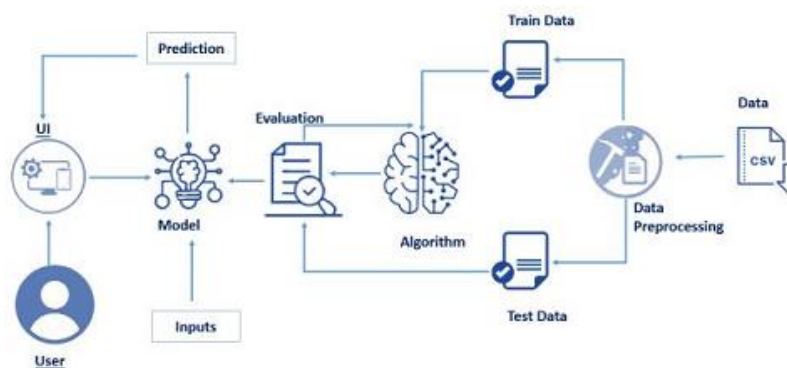 Train Data
Prediction
Data
Evaluation
UI
CSV
Model
Algorithm
Data
Preprocessing
Inputs
Test Data
User